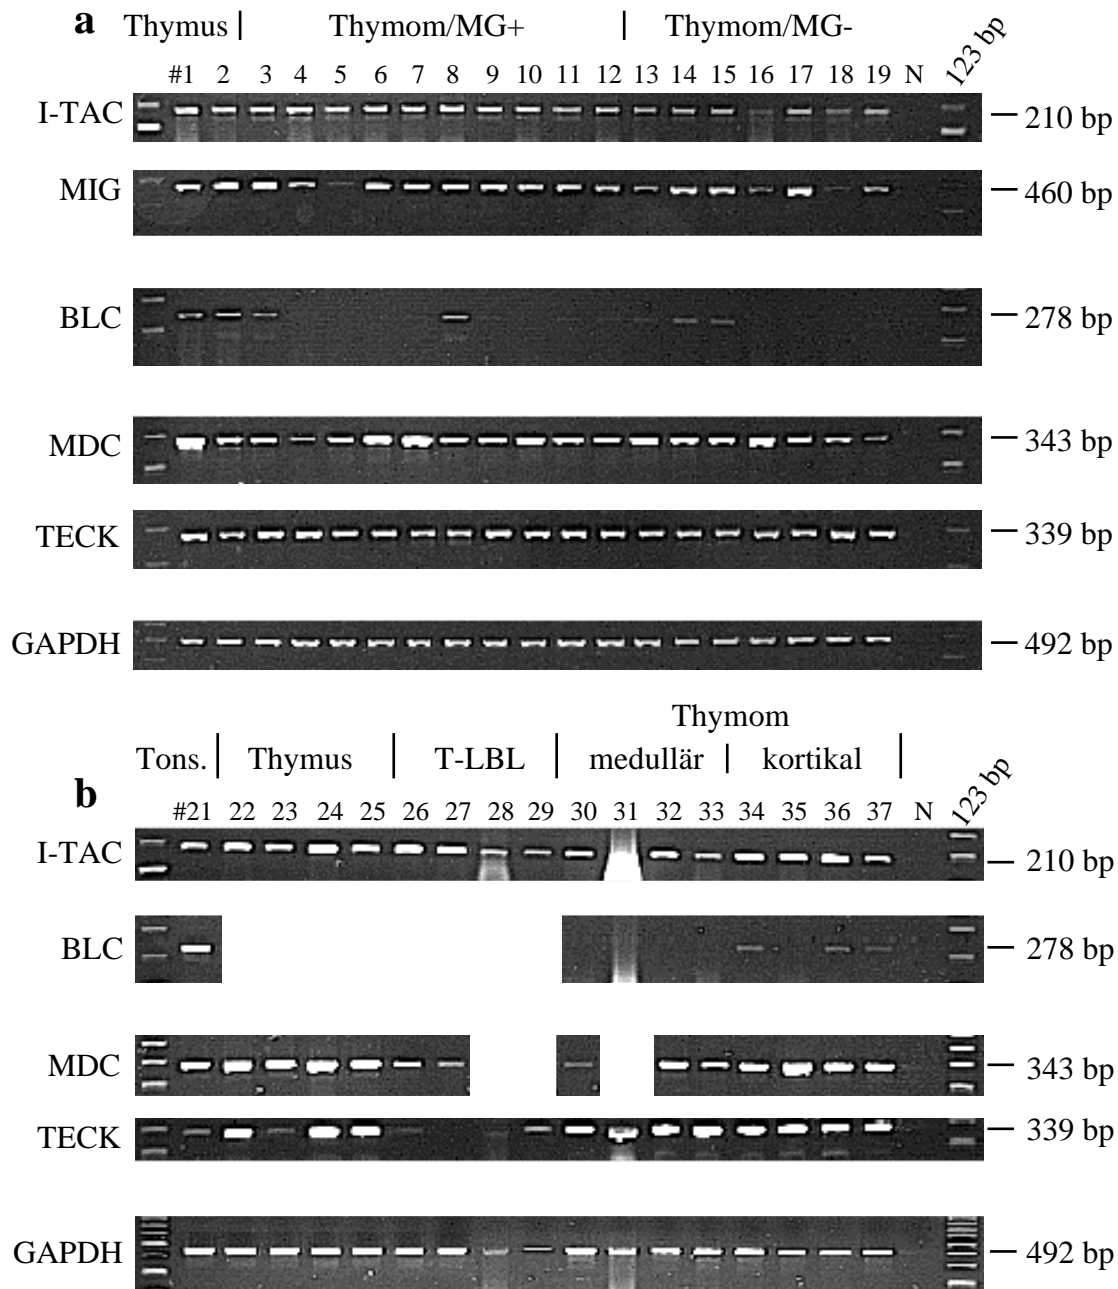 a Thymus | Thymom/MG+ | Thymom/MG-
#1 2 3 4 5 6 7 8 9 10 11 12 13 14 15 16 17 18 19 N 123 bp
I-TAC 210 bp
MIG 460 bp
BLC 278 bp
MDC 343 bp
TECK 339 bp
GAPDH 492 bp
Thymom
b Tons. | Thymus | T-LBL | medullär | kortikal |
#21 22 23 24 25 26 27 28 29 30 31 32 33 34 35 36 37 N 123 bp
I-TAC 210 bp
BLC 278 bp
MDC 343 bp
TECK 339 bp
GAPDH 492 bp